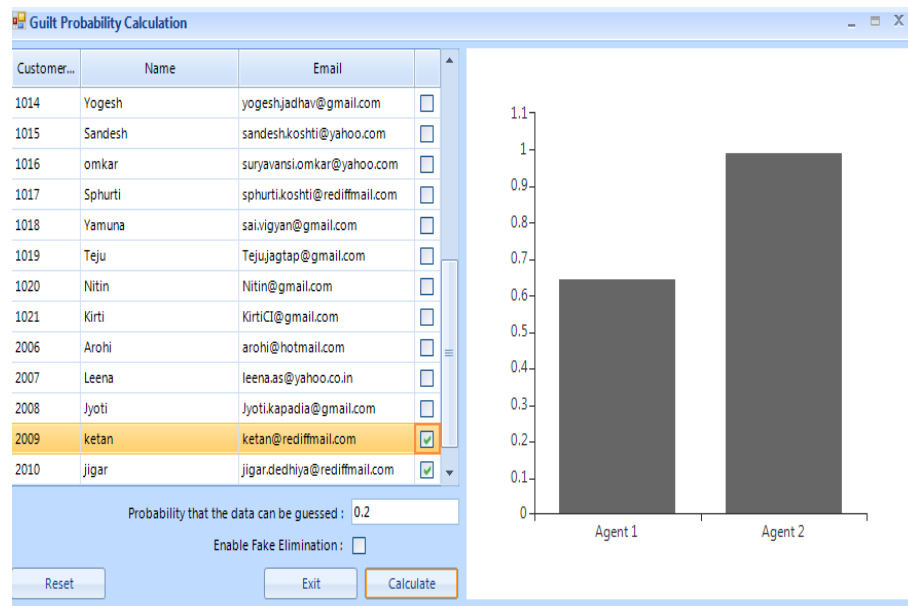 Guilt Probability Calculation
Customer... Name Email
1014 Yogesh yogesh.jadhav@gmail.com
1015 Sandesh sandesh.koshti@yahoo.com
1016 omkar suryavansi.omkar@yahoo.com
1017 Sphurti sphurti.koshti@rediffmail.com
1018 Yamuna sai.vigyan@gmail.com
1019 Teju Teju.jagtap@gmail.com
1020 Nitin Nitin@gmail.com
1021 Kirti KirtiCI@gmail.com
2006 Arohi arohi@hotmail.com
2007 Leena leena.as@yahoo.co.in
2008 Jyoti Jyoti.kapadia@gmail.com
2009 ketan ketan@rediffmail.com
2010 jigar jigar.dedhiya@rediffmail.com
Probability that the data can be guessed : 0.2
Enable Fake Elimination :
Reset Exit Calculate
1.1
1
0.9
0.8
0.7
0.6
0.5
0.4
0.3
0.2
0.1
0
Agent 1 Agent 2